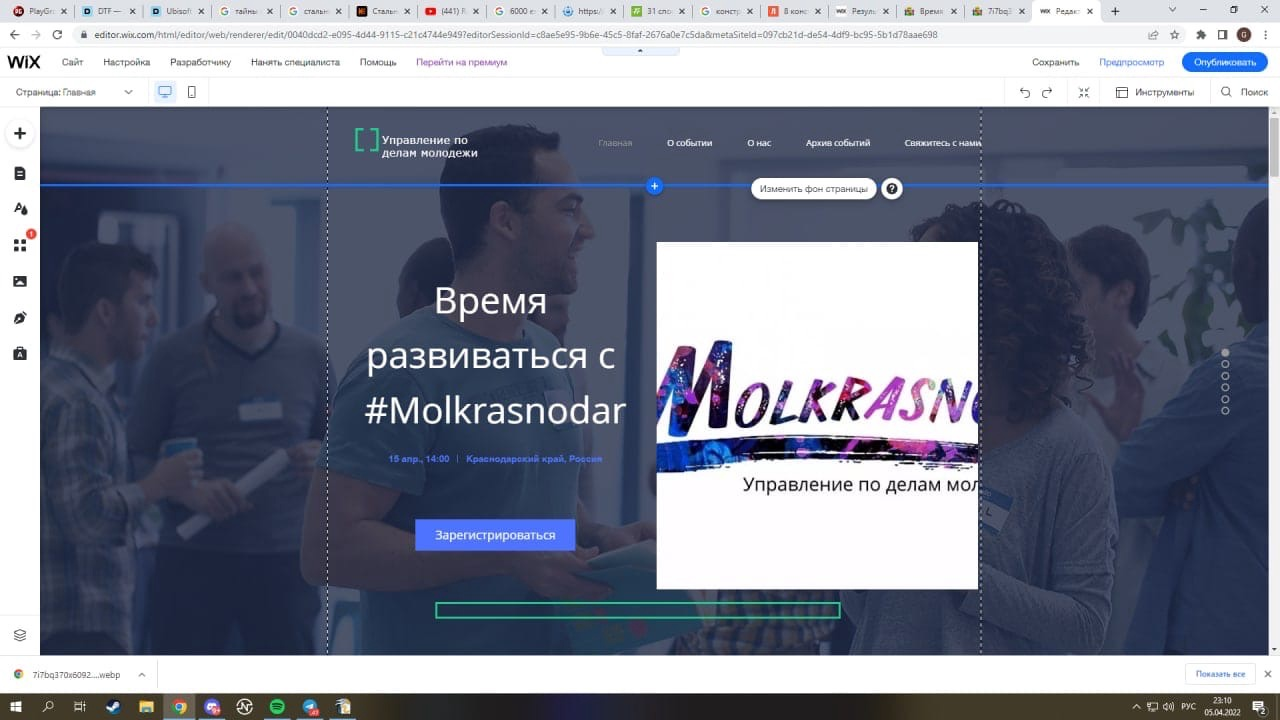 PlayGr
DTF —
Ubisoft
тайны
Стальн
Стальн
(441) R
6000 к
https:/
31 спо
констр
8 конс
Резуль
Время
7i7bq3
Редак
editor.wix.com/html/editor/web/renderer/edit/0040dcd2-e095-4d44-9115-c21c4744e949?editorSessionId=c8ae5e95-9b6e-45c5-8faf-2676a0e7c5da&metaSiteId=097cb21d-de54-4df9-bc95-5b1d78aae698
G
WiX
Сайт
Настройка
Разработчику
Нанять специалиста
Помощь
Перейти на премиум
Сохранить
Предпросмотр
Опубликовать
Страница: Главная
Инструменты
Поиск
Управление по
делам молодежи
Главная
О событии
О нас
Архив событий
Свяжитесь с нами
Изменить фон страницы
?
1
Время
развиваться с
#Molkrasnodar
15 апр., 14:00 | Краснодарский край, Россия
Зарегистрироваться
MOLKRASNO
Управление по делам мол
7i7bq370x6092....webp
Показать все
РУС
23:10
05.04.2022
2